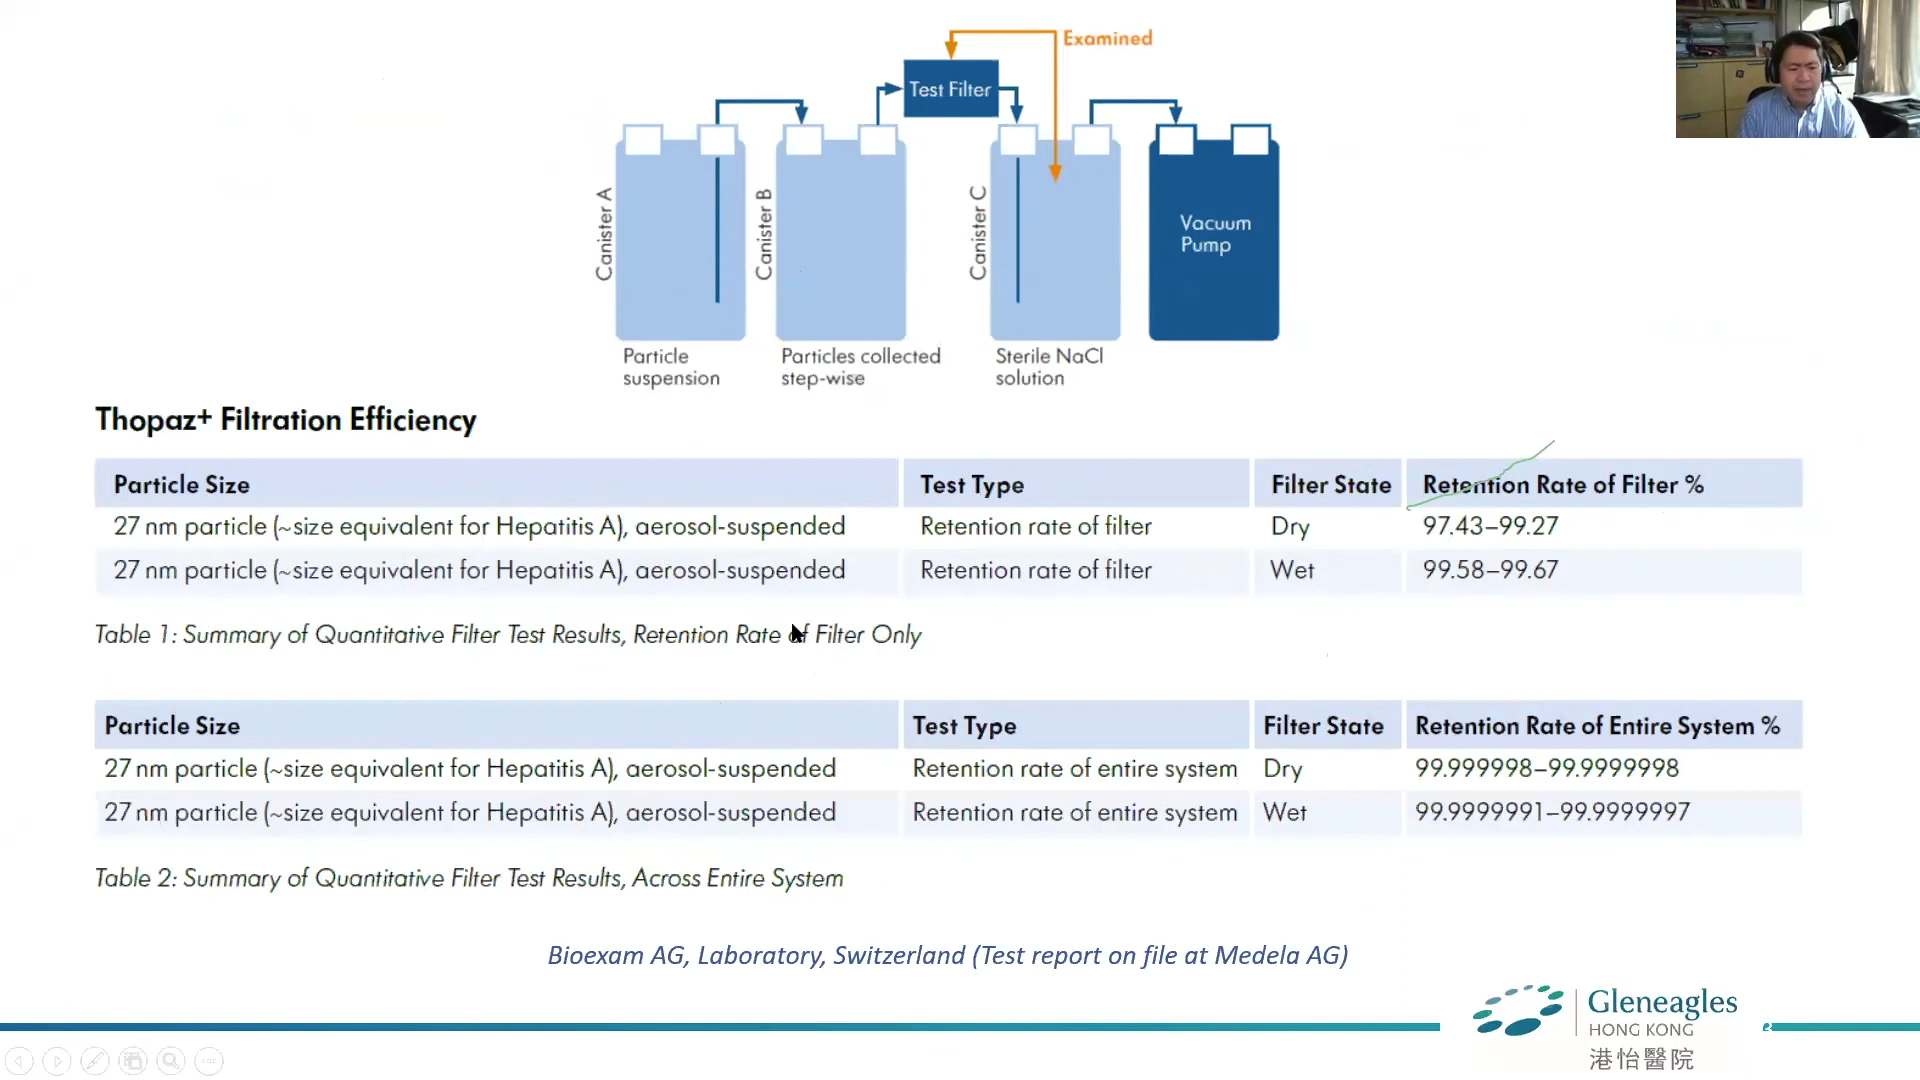 Examined
Test Filter
Canister A
Canister B
Canister C
Vacuum
Pump
Particle
suspension
Particles collected
step-wise
Sterile NaCl
solution
Thopaz+ Filtration Efficiency
Particle Size Test Type Filter State Retention Rate of Filter %
27 nm particle (~size equivalent for Hepatitis A), aerosol-suspended Retention rate of filter Dry 97.43–99.27
27 nm particle (~size equivalent for Hepatitis A), aerosol-suspended Retention rate of filter Wet 99.58–99.67
Table 1: Summary of Quantitative Filter Test Results, Retention Rate of Filter Only
Particle Size Test Type Filter State Retention Rate of Entire System %
27 nm particle (~size equivalent for Hepatitis A), aerosol-suspended Retention rate of entire system Dry 99.999998–99.9999998
27 nm particle (~size equivalent for Hepatitis A), aerosol-suspended Retention rate of entire system Wet 99.9999991–99.9999997
Table 2: Summary of Quantitative Filter Test Results, Across Entire System
Bioexam AG, Laboratory, Switzerland (Test report on file at Medela AG)
Gleneagles
HONG KONG
港怡醫院